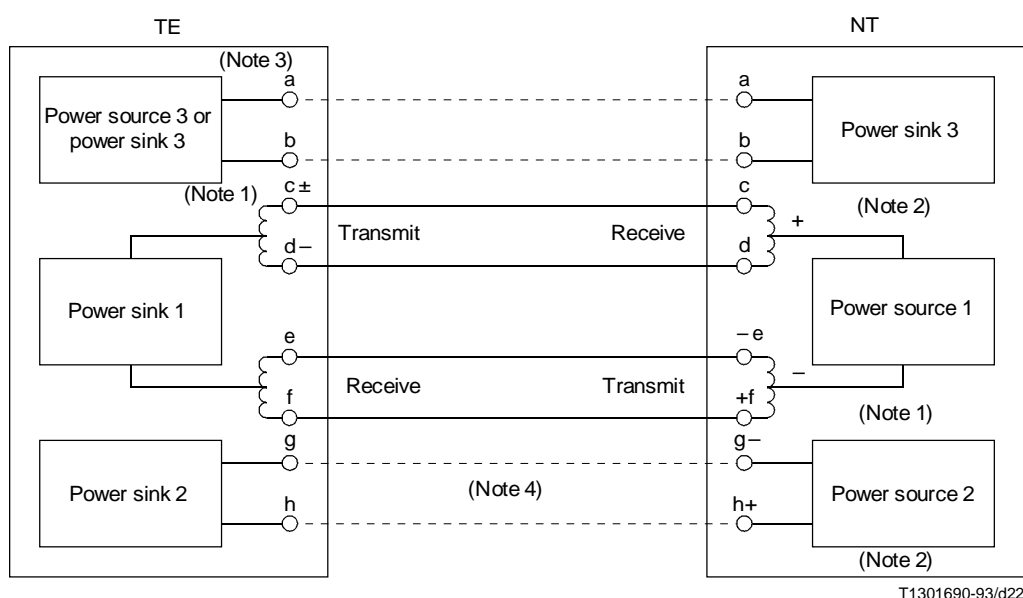 TE
NT
(Note 3)
a
a
Power source 3 or
power sink 3
Power sink 3
b
b
(Note 1)
c ±
c
(Note 2)
+
Transmit
Receive
d –
d
Power sink 1
Power source 1
e
– e
–
Receive
Transmit
f
+f
(Note 1)
g
g –
Power sink 2
(Note 4)
Power source 2
h
h+
(Note 2)
T1301690-93/d22